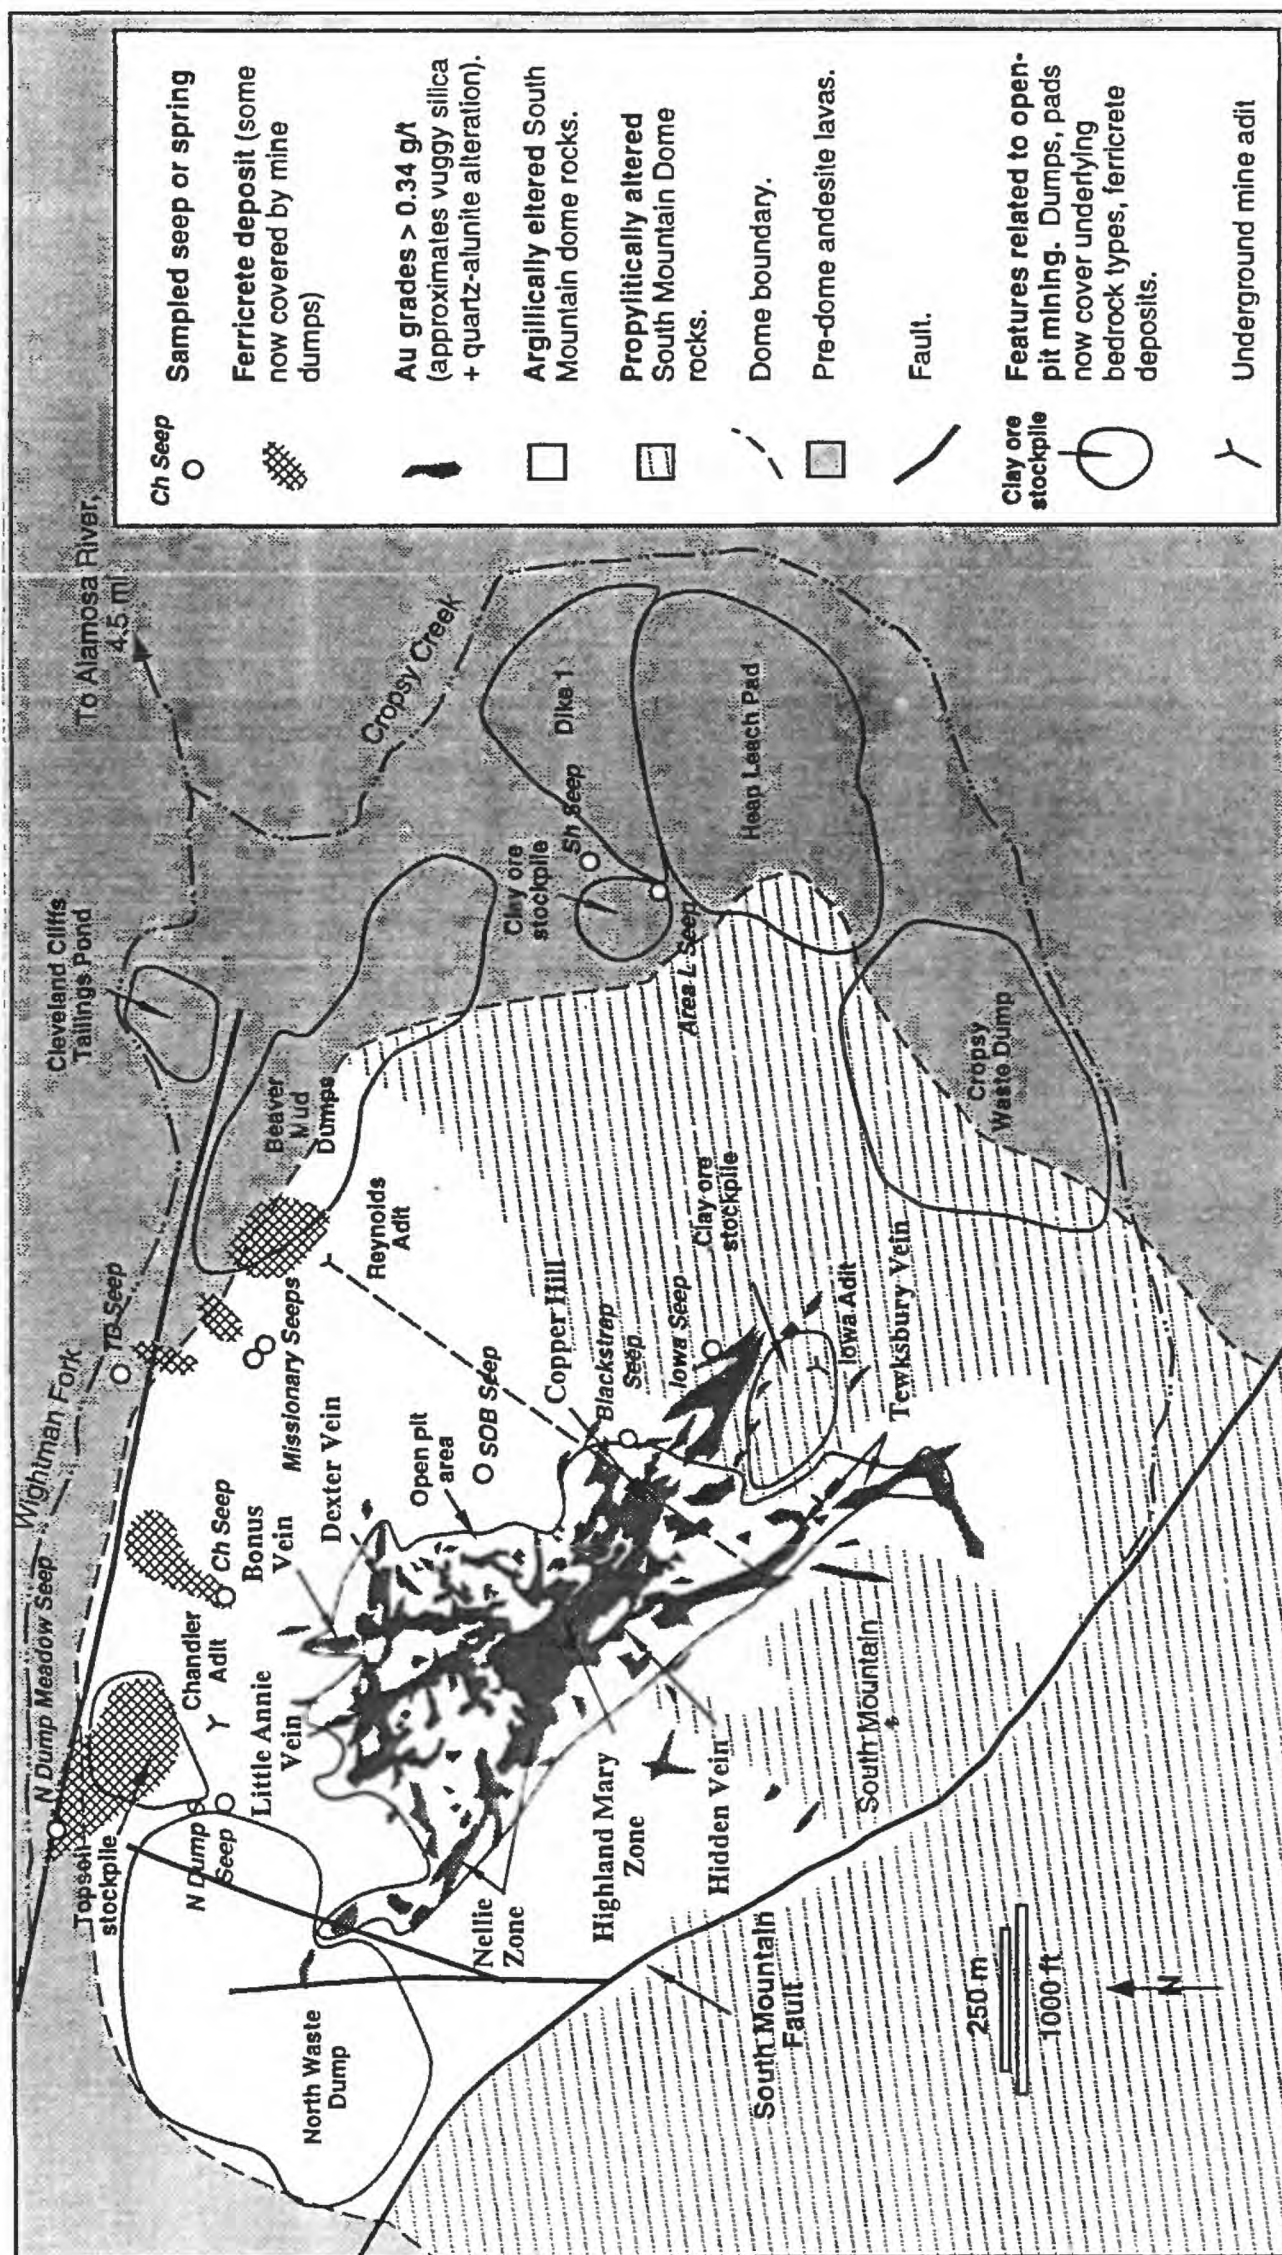 Wightman Fork
To Alamosa River,
4.5 mi
Cropsy Creek
Cleveland Cliffs
Tailings Pond
TD Seep
N Dump Meadow Seep
Topsoil
stockpile
N Dump S
Seep
Chandler
Adit
Ch Seep
Missionary Seeps
Beaver
Mud
Dumps
Reynolds
Adit
North Waste
Dump
Little Annie
Vein
Bonus
Vein
Dexter Vein
Open pit
area
SOB Seep
Copper Hill
Blackstrap
Seep
Iowa Seep
Clay ore
stockpile
Iowa Adit
Tewksbury Vein
Clay ore
stockpile
Sh Seep
Dike 1
Area L Seep
Heap Leach Pad
Cropsy
Waste Dump
Nellie
Zone
Highland Mary
Zone
Hidden Vein
South Mountain
South Mountain
Fault
250 m
1000 ft
N
Ch Seep
Sampled seep or spring
Ferricrete deposit (some
now covered by mine
dumps)
Au grades > 0.34 g/t
(approximates vuggy silica
+ quartz-alunite alteration).
Argillically eltered South
Mountain dome rocks.
Propylitically altered
South Mountain Dome
rocks.
Dome boundary.
Pre-dome andesite lavas.
Fault.
Clay ore
stockpile
Features related to open-
pit mining. Dumps, pads
now cover underlying
bedrock types, ferricrete
deposits.
Underground mine adit